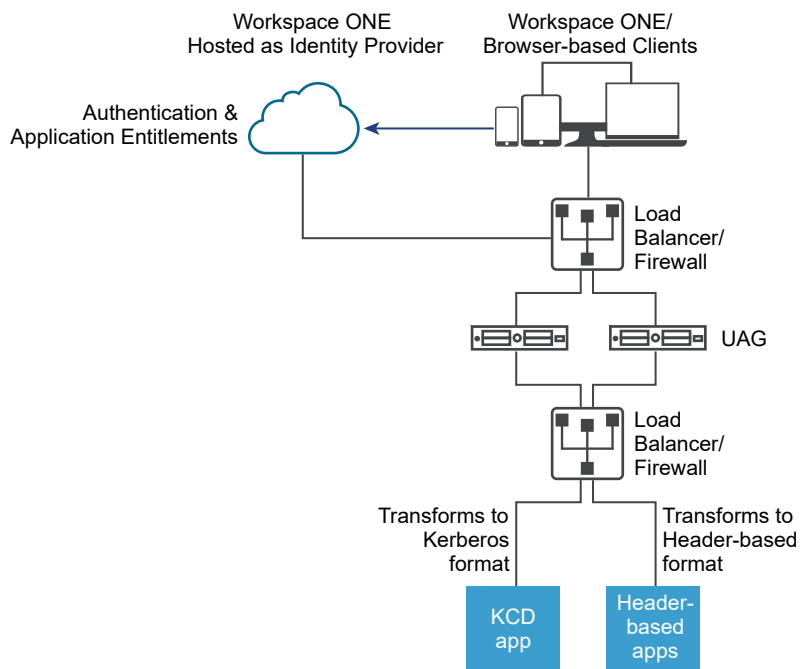 Workspace ONE
Hosted as Identity Provider
Workspace ONE/
Browser-based Clients
Authentication &
Application Entitlements
Load
Balancer/
Firewall
UAG
Load
Balancer/
Firewall
Transforms to
Kerberos
format
Transforms to
Header-based
format
KCD
app
Header-
based
apps